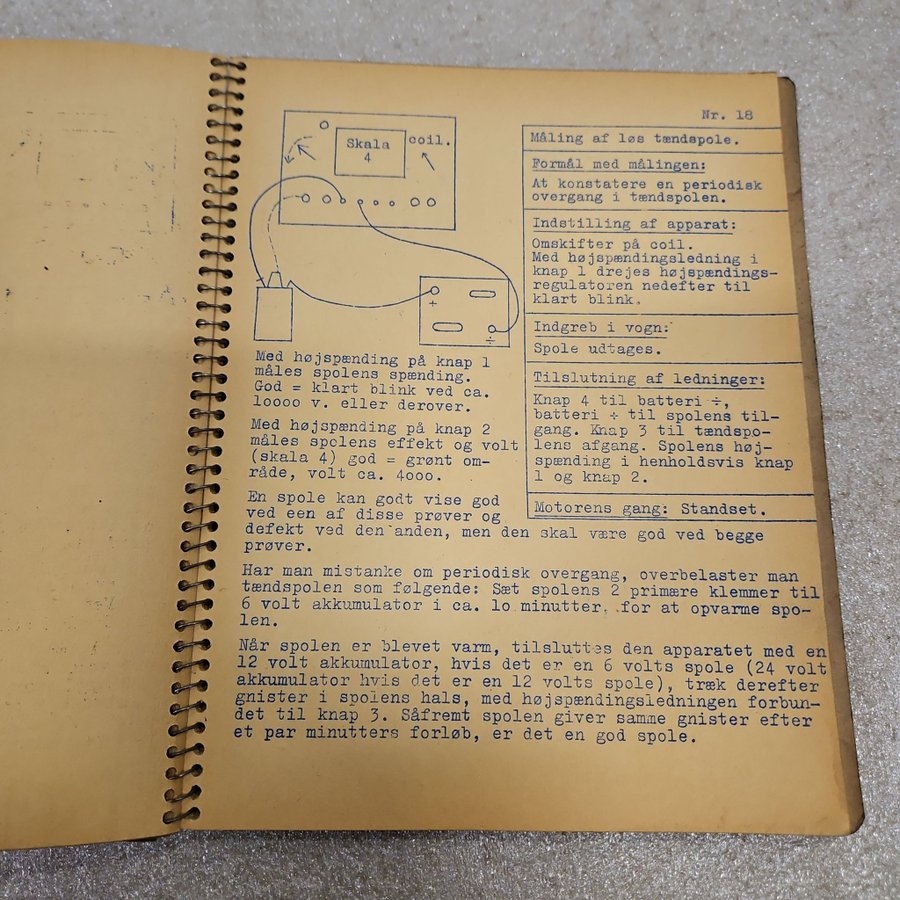 Nr. 18
Skala
4
coil.
+
÷
Måling af løs tændspole.
Formål med målingen:
At konstatere en periodisk
overgang i tændspolen.
Indstilling af apparat:
Omskifter på coil.
Med højspændingsledning i
knap 1 drejes højspændings-
regulatoren nedefter til
klart blink.
Indgreb i vogn:
Spole udtages.
Tilslutning af ledninger:
Knap 4 til batteri ÷,
batteri + til spolens til-
gang. Knap 3 til tændspo-
lens afgang. Spolens høj-
spænding i henholdsvis knap
1 og knap 2.
Motorens gang: Standset.
Med højspænding på knap 1
måles spolens spænding.
God = klart blink ved ca.
10000 v. eller derover.
Med højspænding på knap 2
måles spolens effekt og volt
(skala 4) god = grønt om-
råde, volt ca. 4000.
En spole kan godt vise god
ved een af disse prøver og
defekt ved den anden, men den skal være god ved begge
prøver.
Har man mistanke om periodisk overgang, overbelaster man
tændspolen som følgende: Sæt spolens 2 primære klemmer til
6 volt akkumulator i ca. 10 minutter, for at opvarme spo-
len.
Når spolen er blevet varm, tilsluttes den apparatet med en
12 volt akkumulator, hvis det er en 6 volts spole (24 volt
akkumulator hvis det er en 12 volts spole), træk derefter
gnister i spolens hals, med højspændingsledningen forbun-
det til knap 3. Såfremt spolen giver samme gnister efter
et par minutters forløb, er det en god spole.